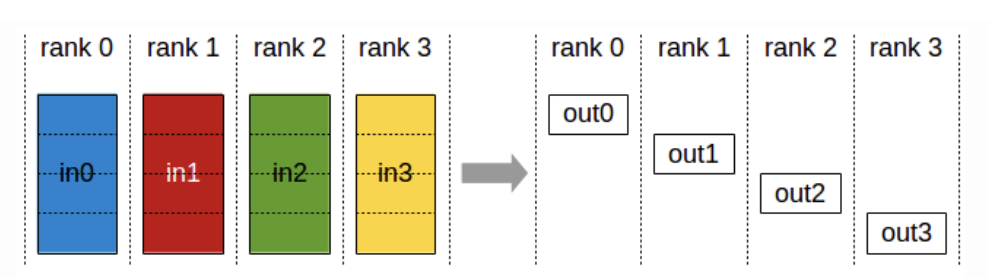 rank 0 rank 1 rank 2 rank 3 rank 0 rank 1 rank 2 rank 3
in0 in1 in2 in3
out0
out1
out2
out3